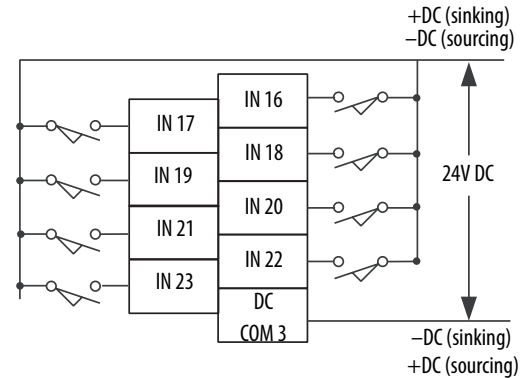 +DC (sinking)
−DC (sourcing)
IN 16
IN 17
IN 18
IN 19
24V DC
IN 20
IN 21
IN 22
IN 23
DC
COM 3
−DC (sinking)
+DC (sourcing)